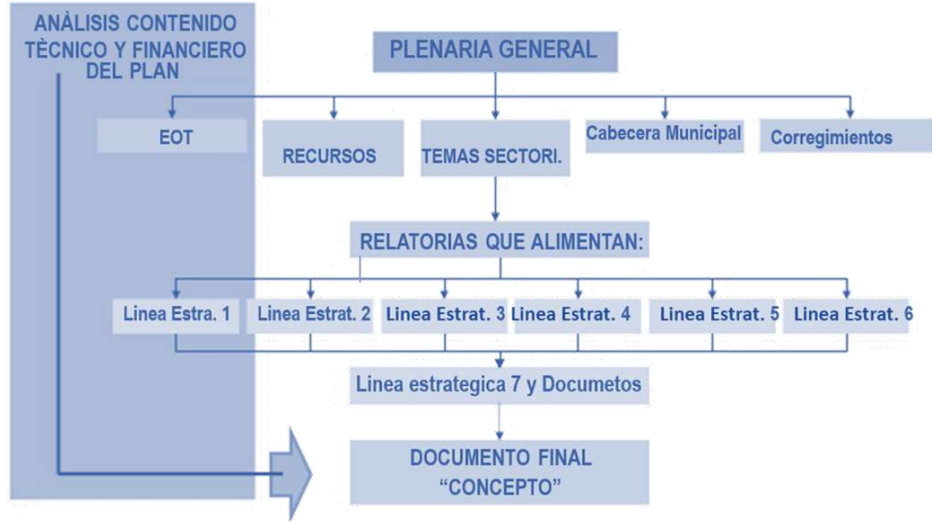 ANÀLISIS CONTENIDO
TÈCNICO Y FINANCIERO
DEL PLAN
PLENARIA GENERAL
EOT
RECURSOS
TEMAS SECTORI.
Cabecera Municipal
Corregimientos
RELATORIAS QUE ALIMENTAN:
Linea Estra. 1
Linea Estrat. 2
Linea Estrat. 3
Linea Estrat. 4
Linea Estrat. 5
Linea Estrat. 6
Linea estrategica 7 y Documetos
DOCUMENTO FINAL
“CONCEPTO”